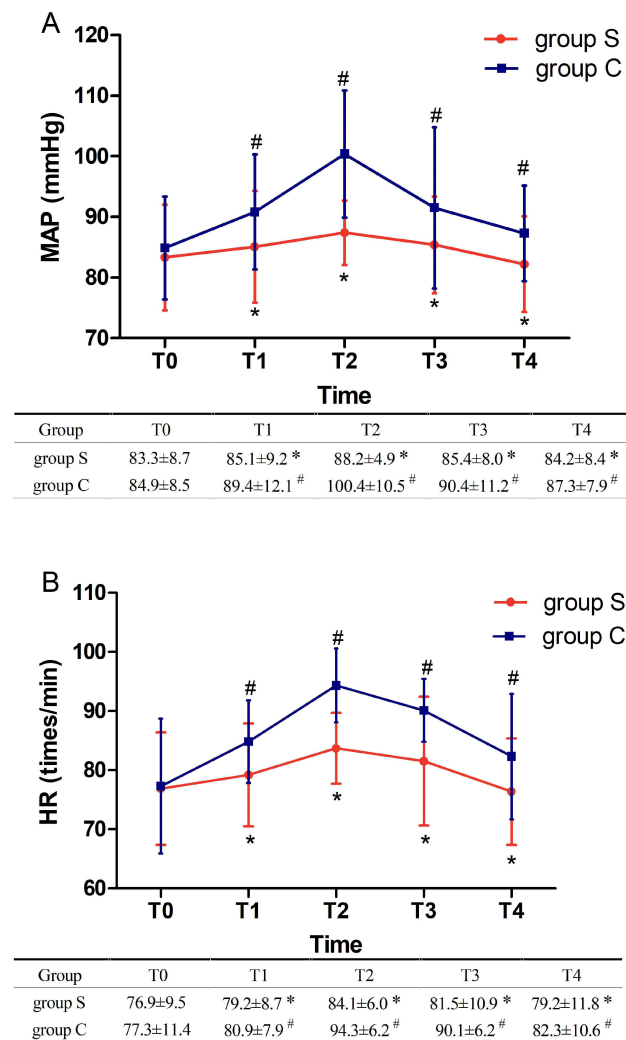 A
120
110
100
90
80
70
MAP (mmHg)
group S
group C
# # # #
* * * *
T0 T1 T2 T3 T4
Time
Group T0 T1 T2 T3 T4
group S 83.3±8.7 85.1±9.2 * 88.2±4.9 * 85.4±8.0 * 84.2±8.4 *
group C 84.9±8.5 89.4±12.1 # 100.4±10.5 # 90.4±11.2 # 87.3±7.9 #
B
110
100
90
80
70
60
HR (times/min)
group S
group C
# # # #
* * * *
T0 T1 T2 T3 T4
Time
Group T0 T1 T2 T3 T4
group S 76.9±9.5 79.2±8.7 * 84.1±6.0 * 81.5±10.9 * 79.2±11.8 *
group C 77.3±11.4 80.9±7.9 # 94.3±6.2 # 90.1±6.2 # 82.3±10.6 #